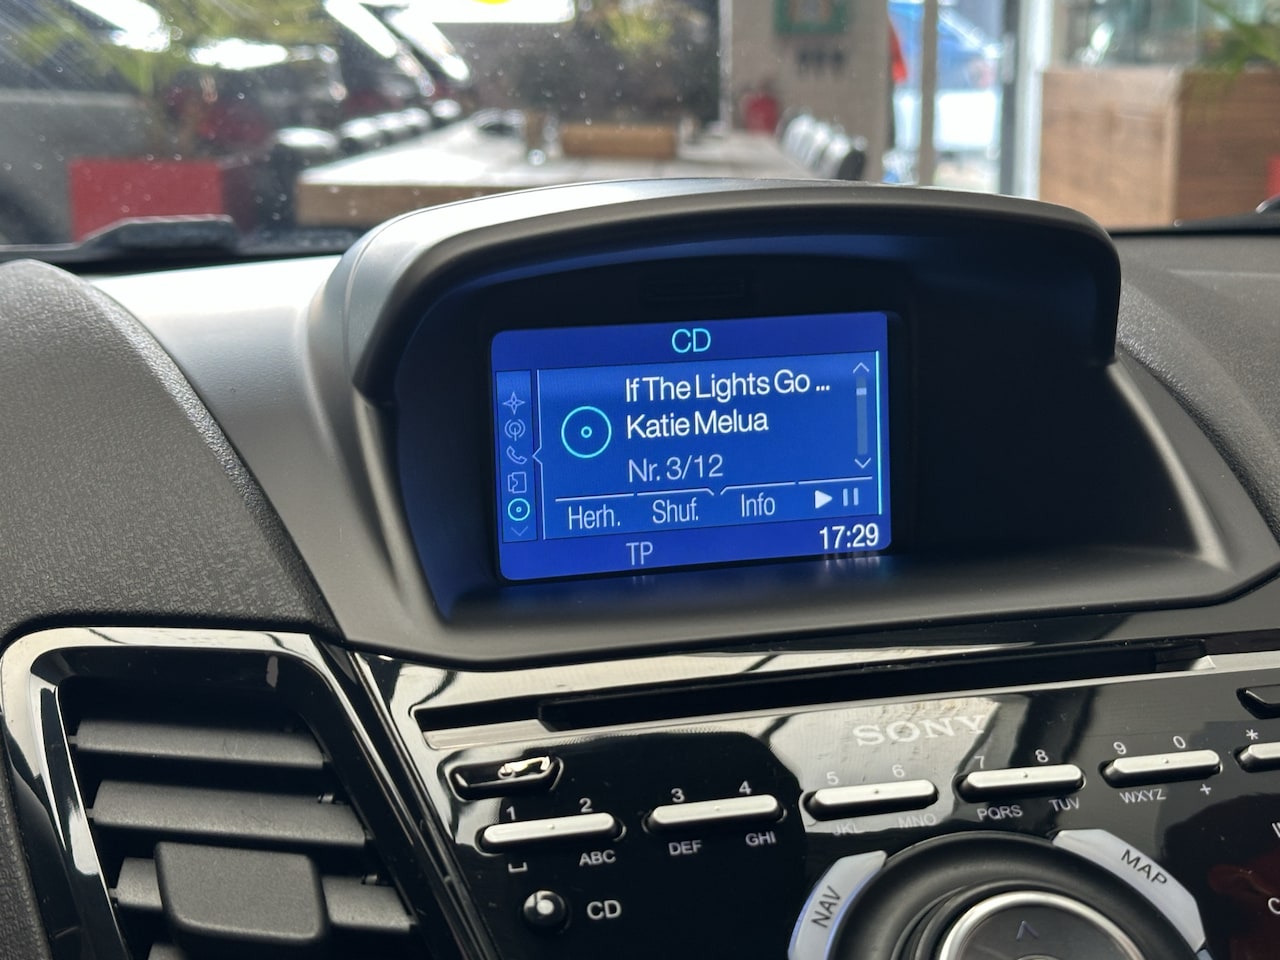 CD
If The Lights Go ...
Katie Melua
Nr. 3/12
Herh. Shuf. Info
TP 17:29
SONY
1 2 3 4 5 6 7 8 9 0 *
ABC DEF GHI JKL MNO PQRS TUV WXYZ +
CD
NAV
MAP